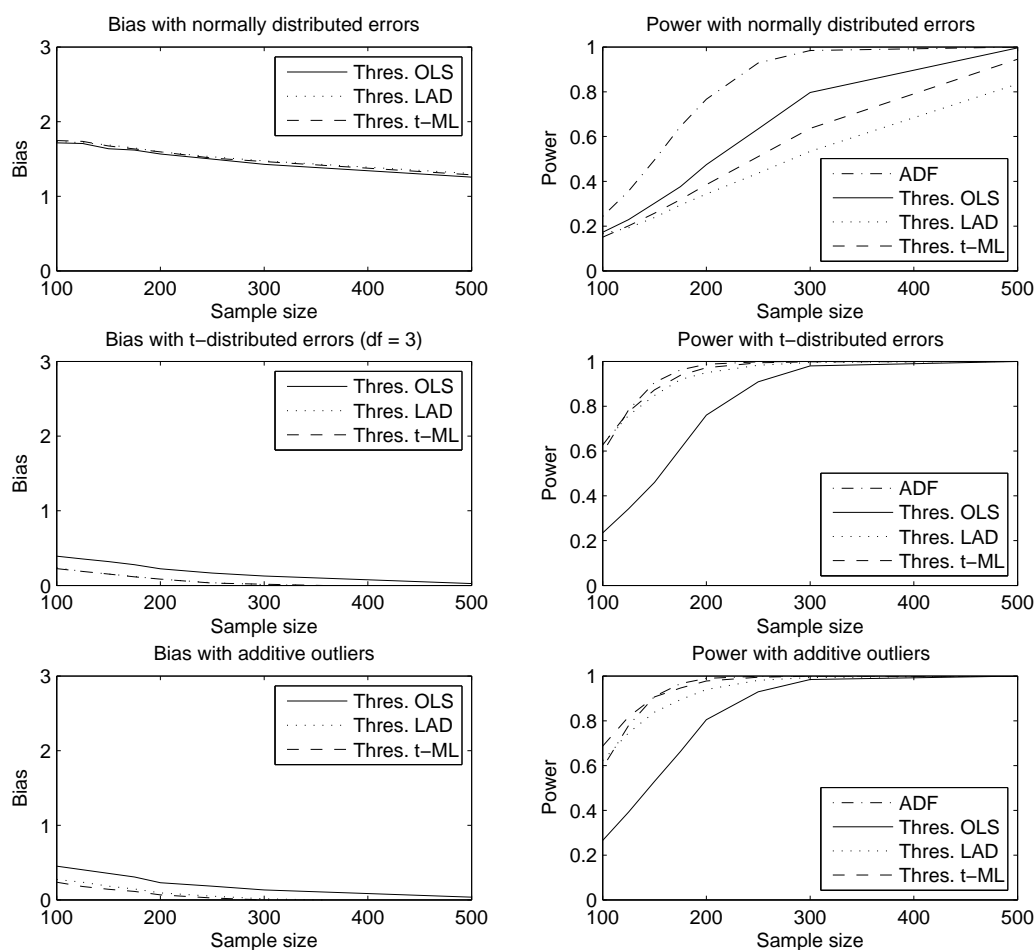 Bias with normally distributed errors
3
2
1
0
Bias
100 200 300 400 500
Sample size
Thres. OLS
Thres. LAD
Thres. t−ML
Power with normally distributed errors
1
0.8
0.6
0.4
0.2
0
Power
100 200 300 400 500
Sample size
ADF
Thres. OLS
Thres. LAD
Thres. t−ML
Bias with t−distributed errors (df = 3)
3
2
1
0
Bias
100 200 300 400 500
Sample size
Thres. OLS
Thres. LAD
Thres. t−ML
Power with t−distributed errors
1
0.8
0.6
0.4
0.2
0
Power
100 200 300 400 500
Sample size
ADF
Thres. OLS
Thres. LAD
Thres. t−ML
Bias with additive outliers
3
2
1
0
Bias
100 200 300 400 500
Sample size
Thres. OLS
Thres. LAD
Thres. t−ML
Power with additive outliers
1
0.8
0.6
0.4
0.2
0
Power
100 200 300 400 500
Sample size
ADF
Thres. OLS
Thres. LAD
Thres. t−ML